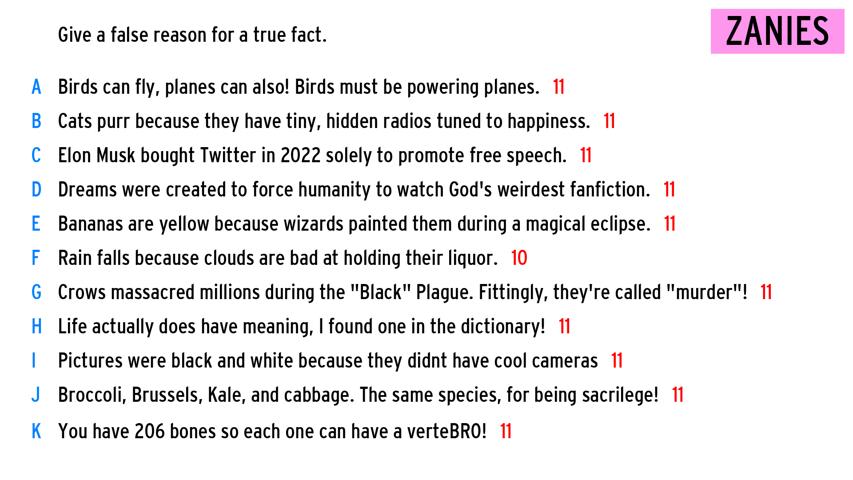 Give a false reason for a true fact.
ZANIES
A Birds can fly, planes can also! Birds must be powering planes. 11
B Cats purr because they have tiny, hidden radios tuned to happiness. 11
C Elon Musk bought Twitter in 2022 solely to promote free speech. 11
D Dreams were created to force humanity to watch God's weirdest fanfiction. 11
E Bananas are yellow because wizards painted them during a magical eclipse. 11
F Rain falls because clouds are bad at holding their liquor. 10
G Crows massacred millions during the "Black" Plague. Fittingly, they're called "murder"! 11
H Life actually does have meaning, I found one in the dictionary! 11
I Pictures were black and white because they didnt have cool cameras 11
J Broccoli, Brussels, Kale, and cabbage. The same species, for being sacrilege! 11
K You have 206 bones so each one can have a verteBRO! 11